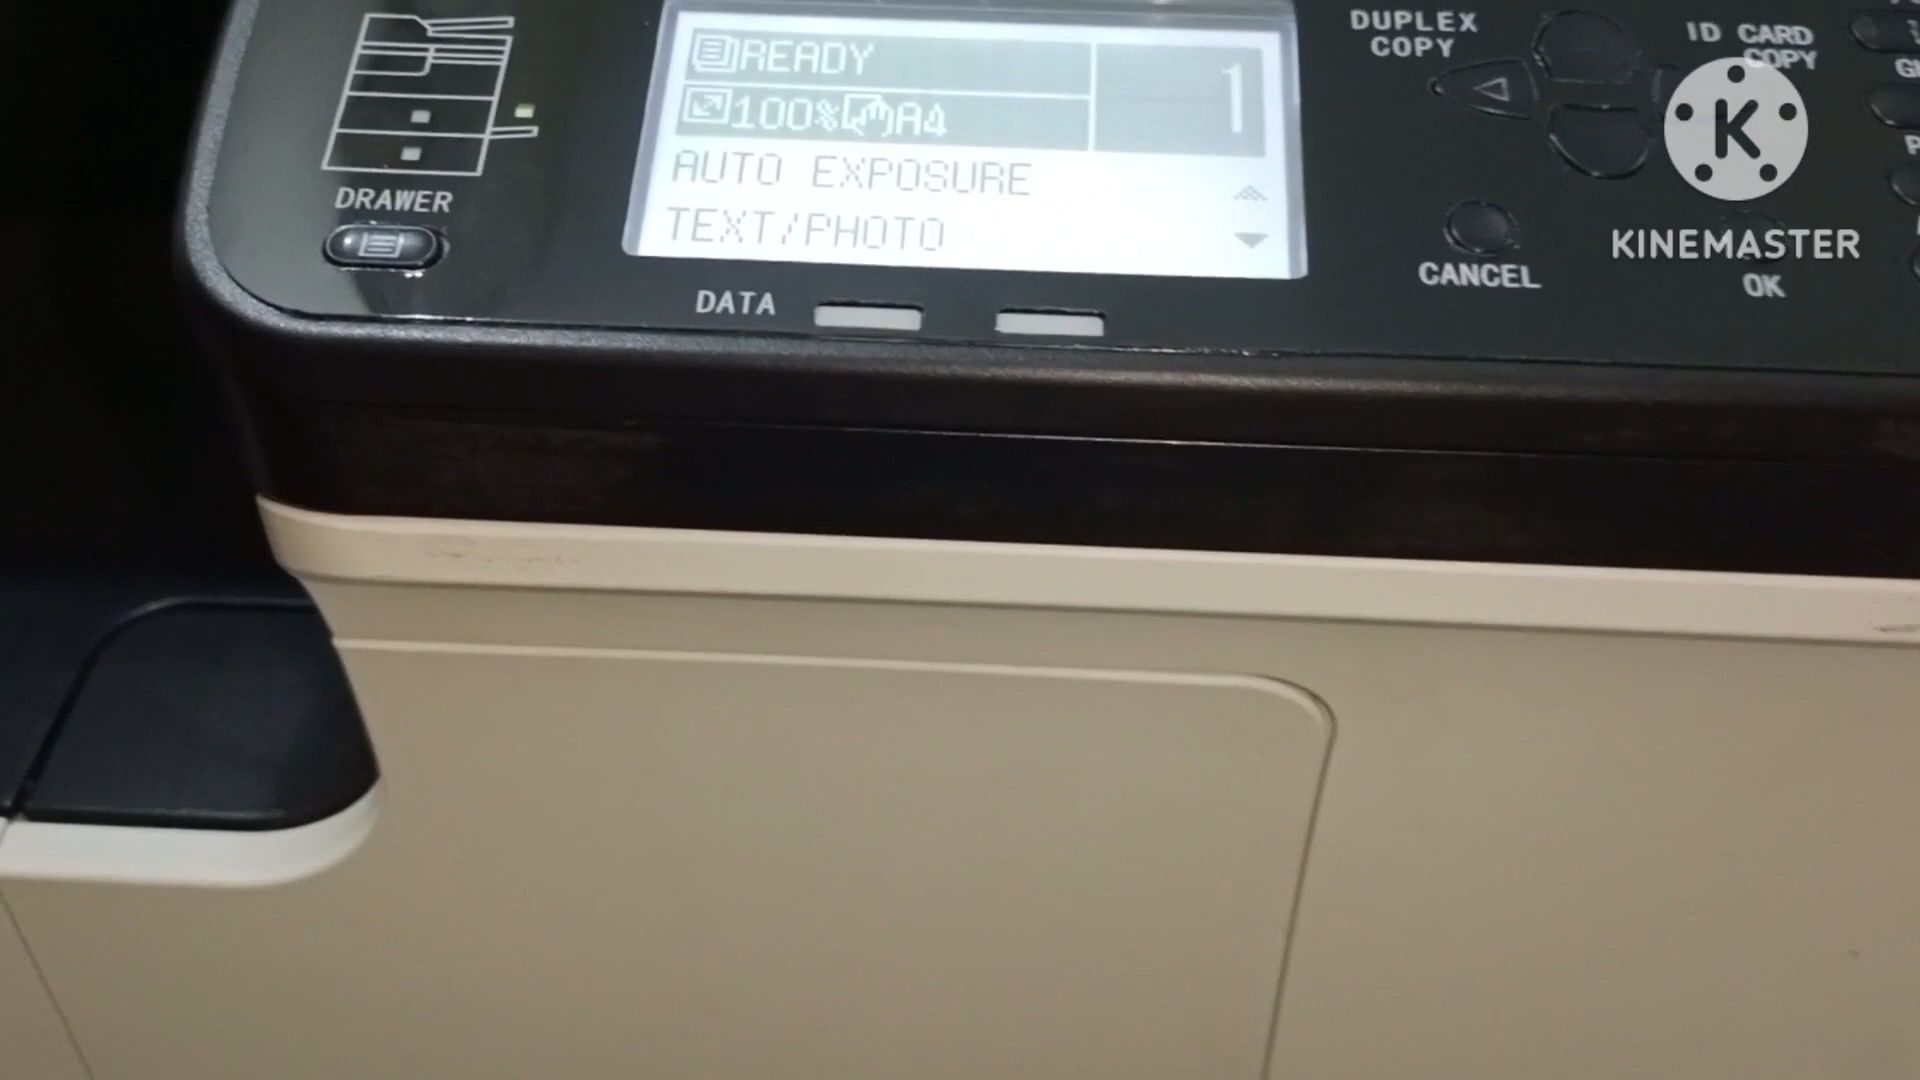 READY
100% A4
1
AUTO EXPOSURE
TEXT/PHOTO
DRAWER
DATA
DUPLEX
COPY
ID CARD
COPY
CANCEL
OK
K
KINEMASTER